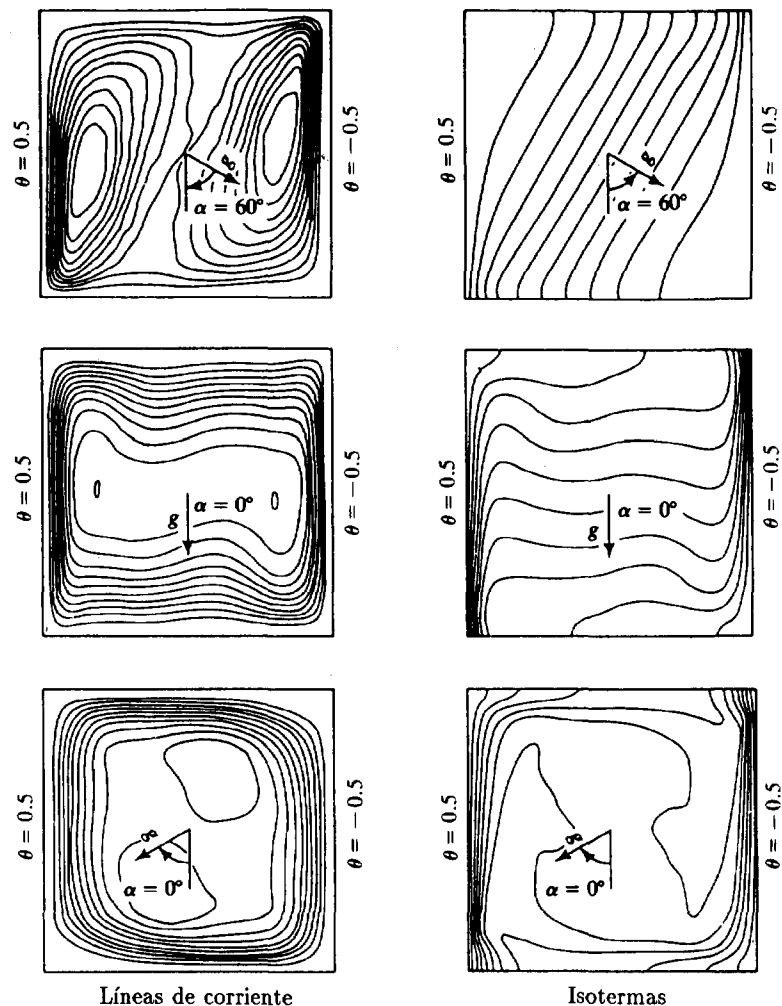 θ = 0.5
g
α = 60°
θ = −0.5
θ = 0.5
g
α = 60°
θ = −0.5
θ = 0.5
g
α = 0°
θ = −0.5
θ = 0.5
g
α = 0°
θ = −0.5
θ = 0.5
g
α = 0°
θ = −0.5
θ = 0.5
g
α = 0°
θ = −0.5
Líneas de corriente
Isotermas